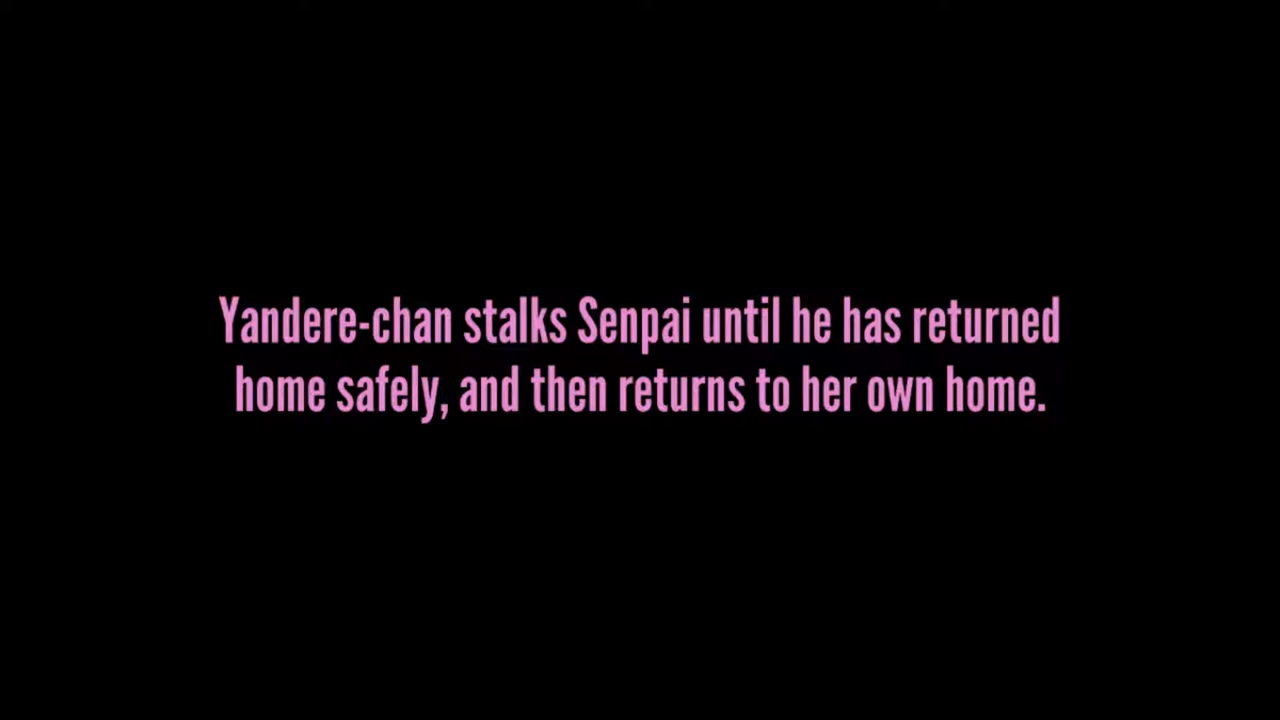 Yandere-chan stalks Senpai until he has returned
home safely, and then returns to her own home.